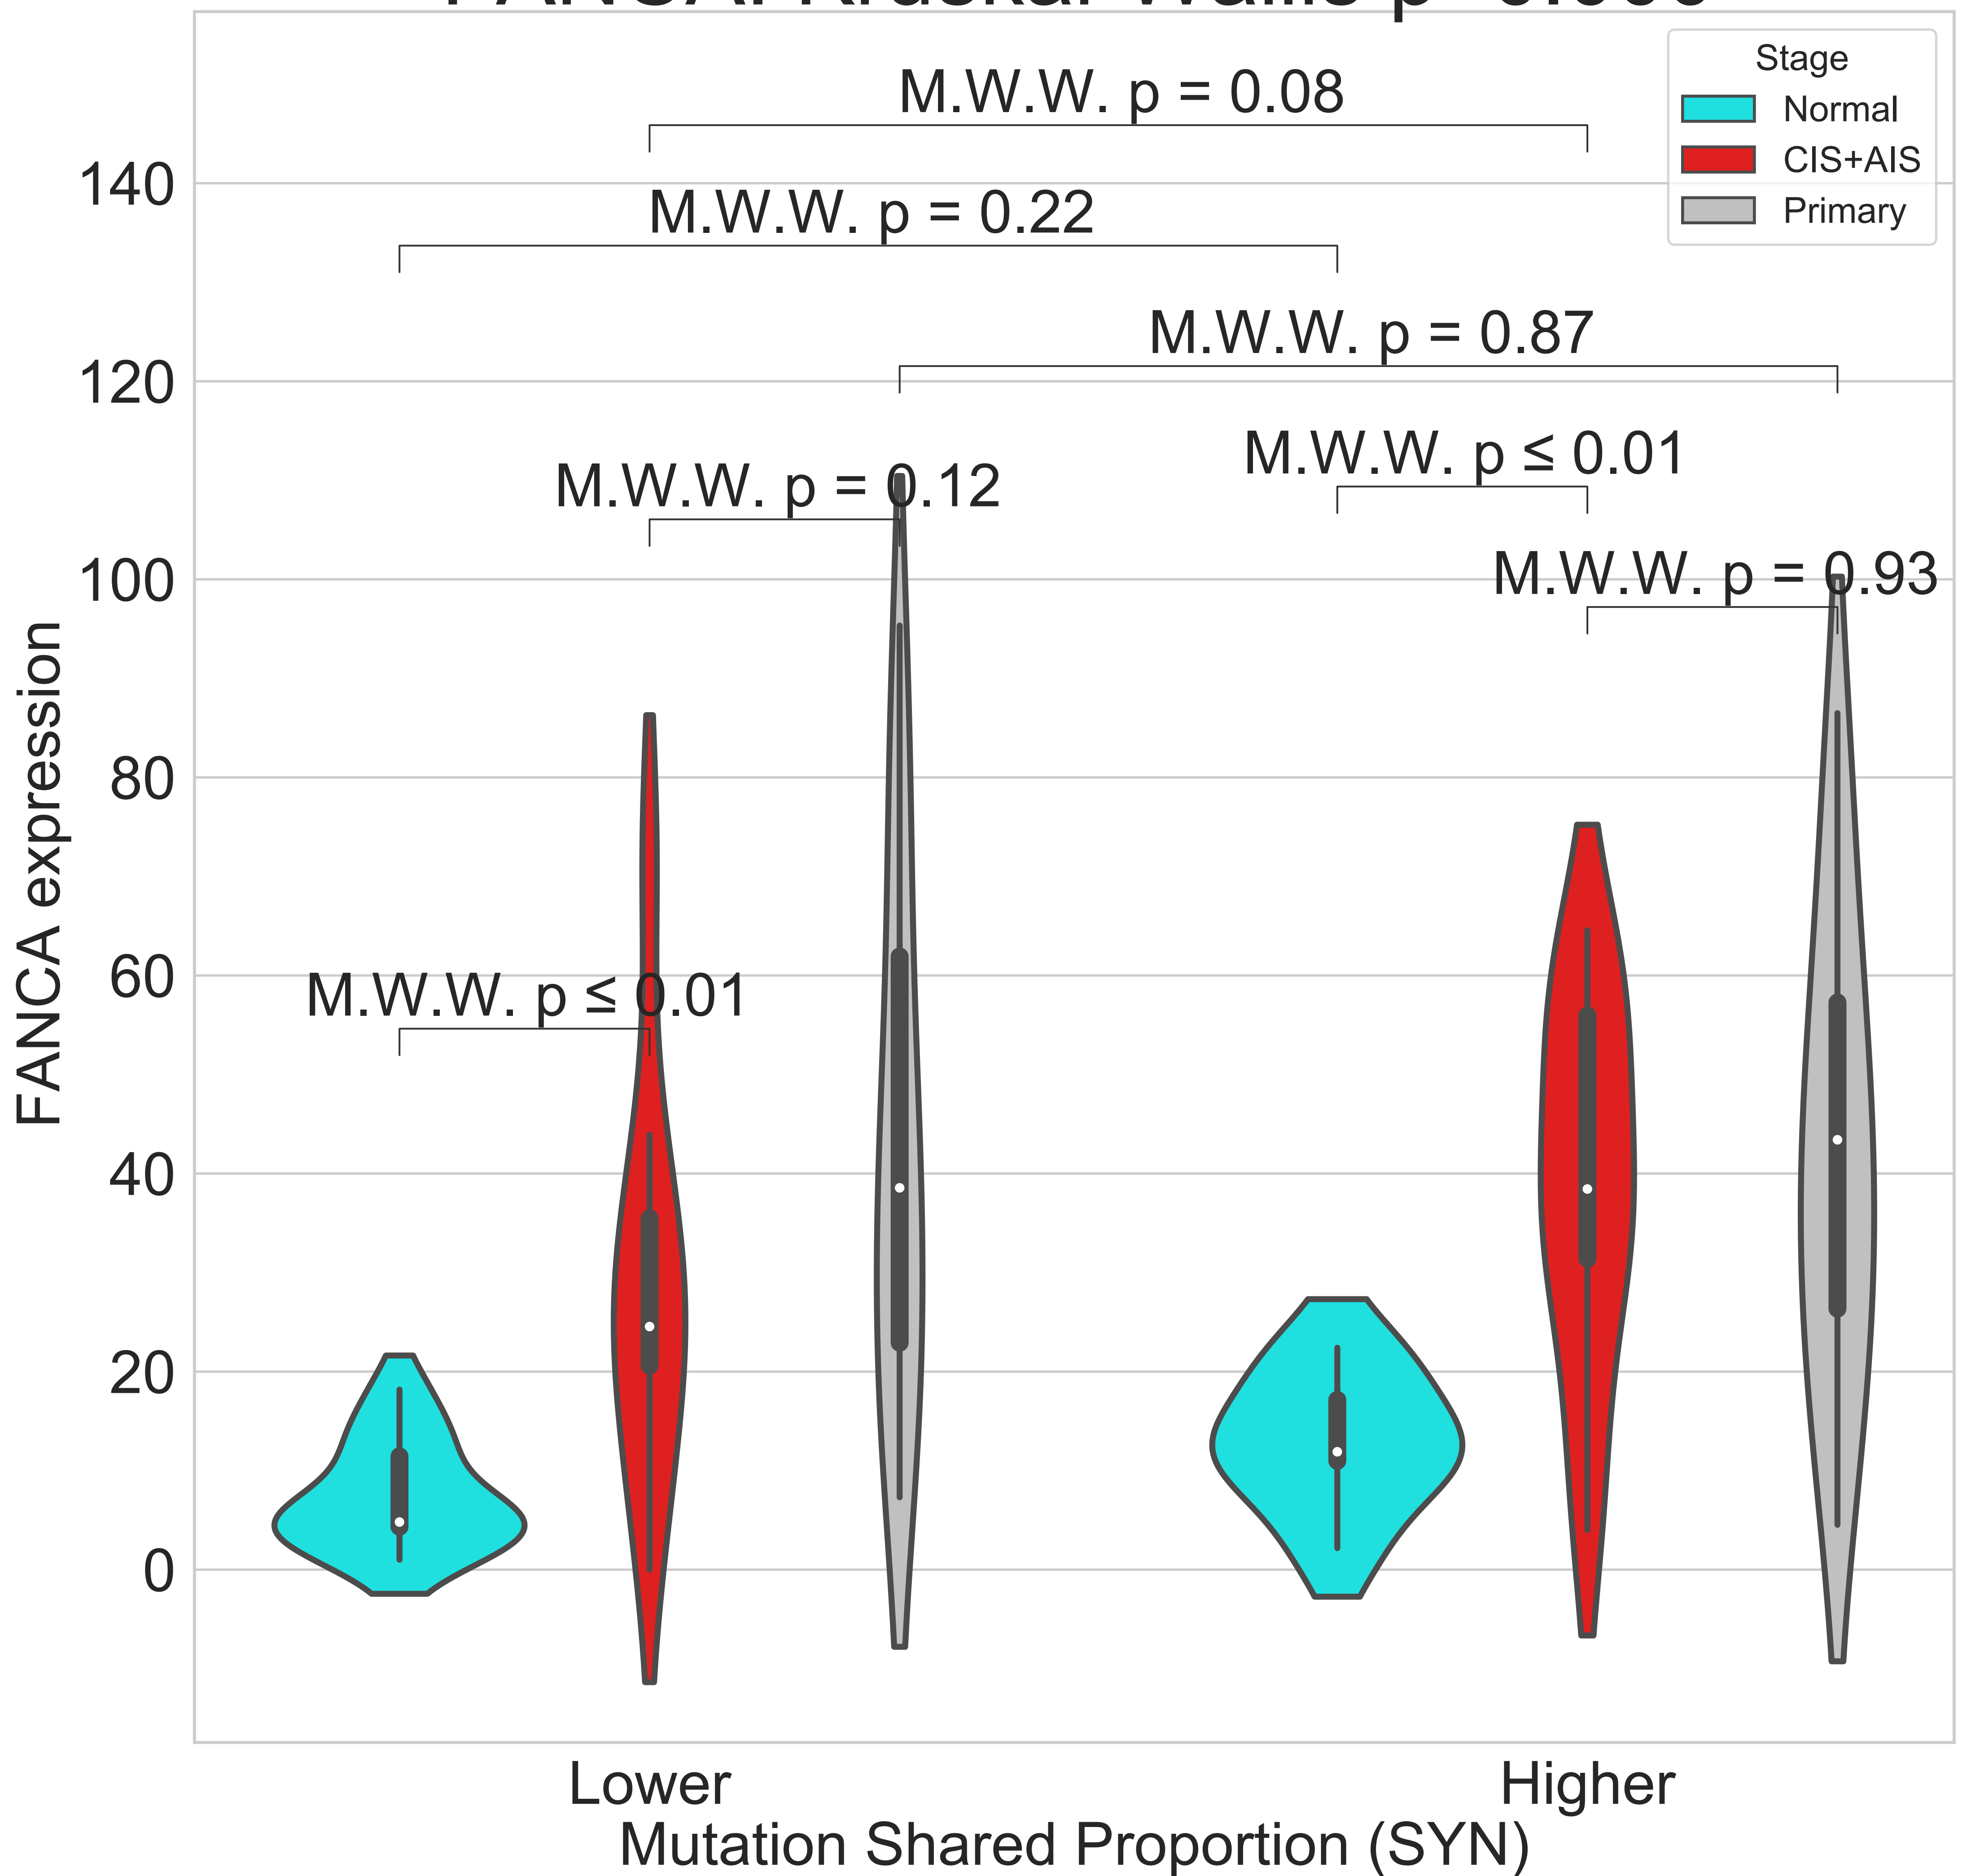 Stage
Normal
CIS+AIS
Primary
M.W.W. p = 0.08
M.W.W. p = 0.22
M.W.W. p = 0.87
M.W.W. p ≤ 0.01
M.W.W. p = 0.12
M.W.W. p = 0.93
M.W.W. p ≤ 0.01
140
120
100
80
60
40
20
0
FANCA expression
Lower
Higher
Mutation Shared Proportion (SYN)